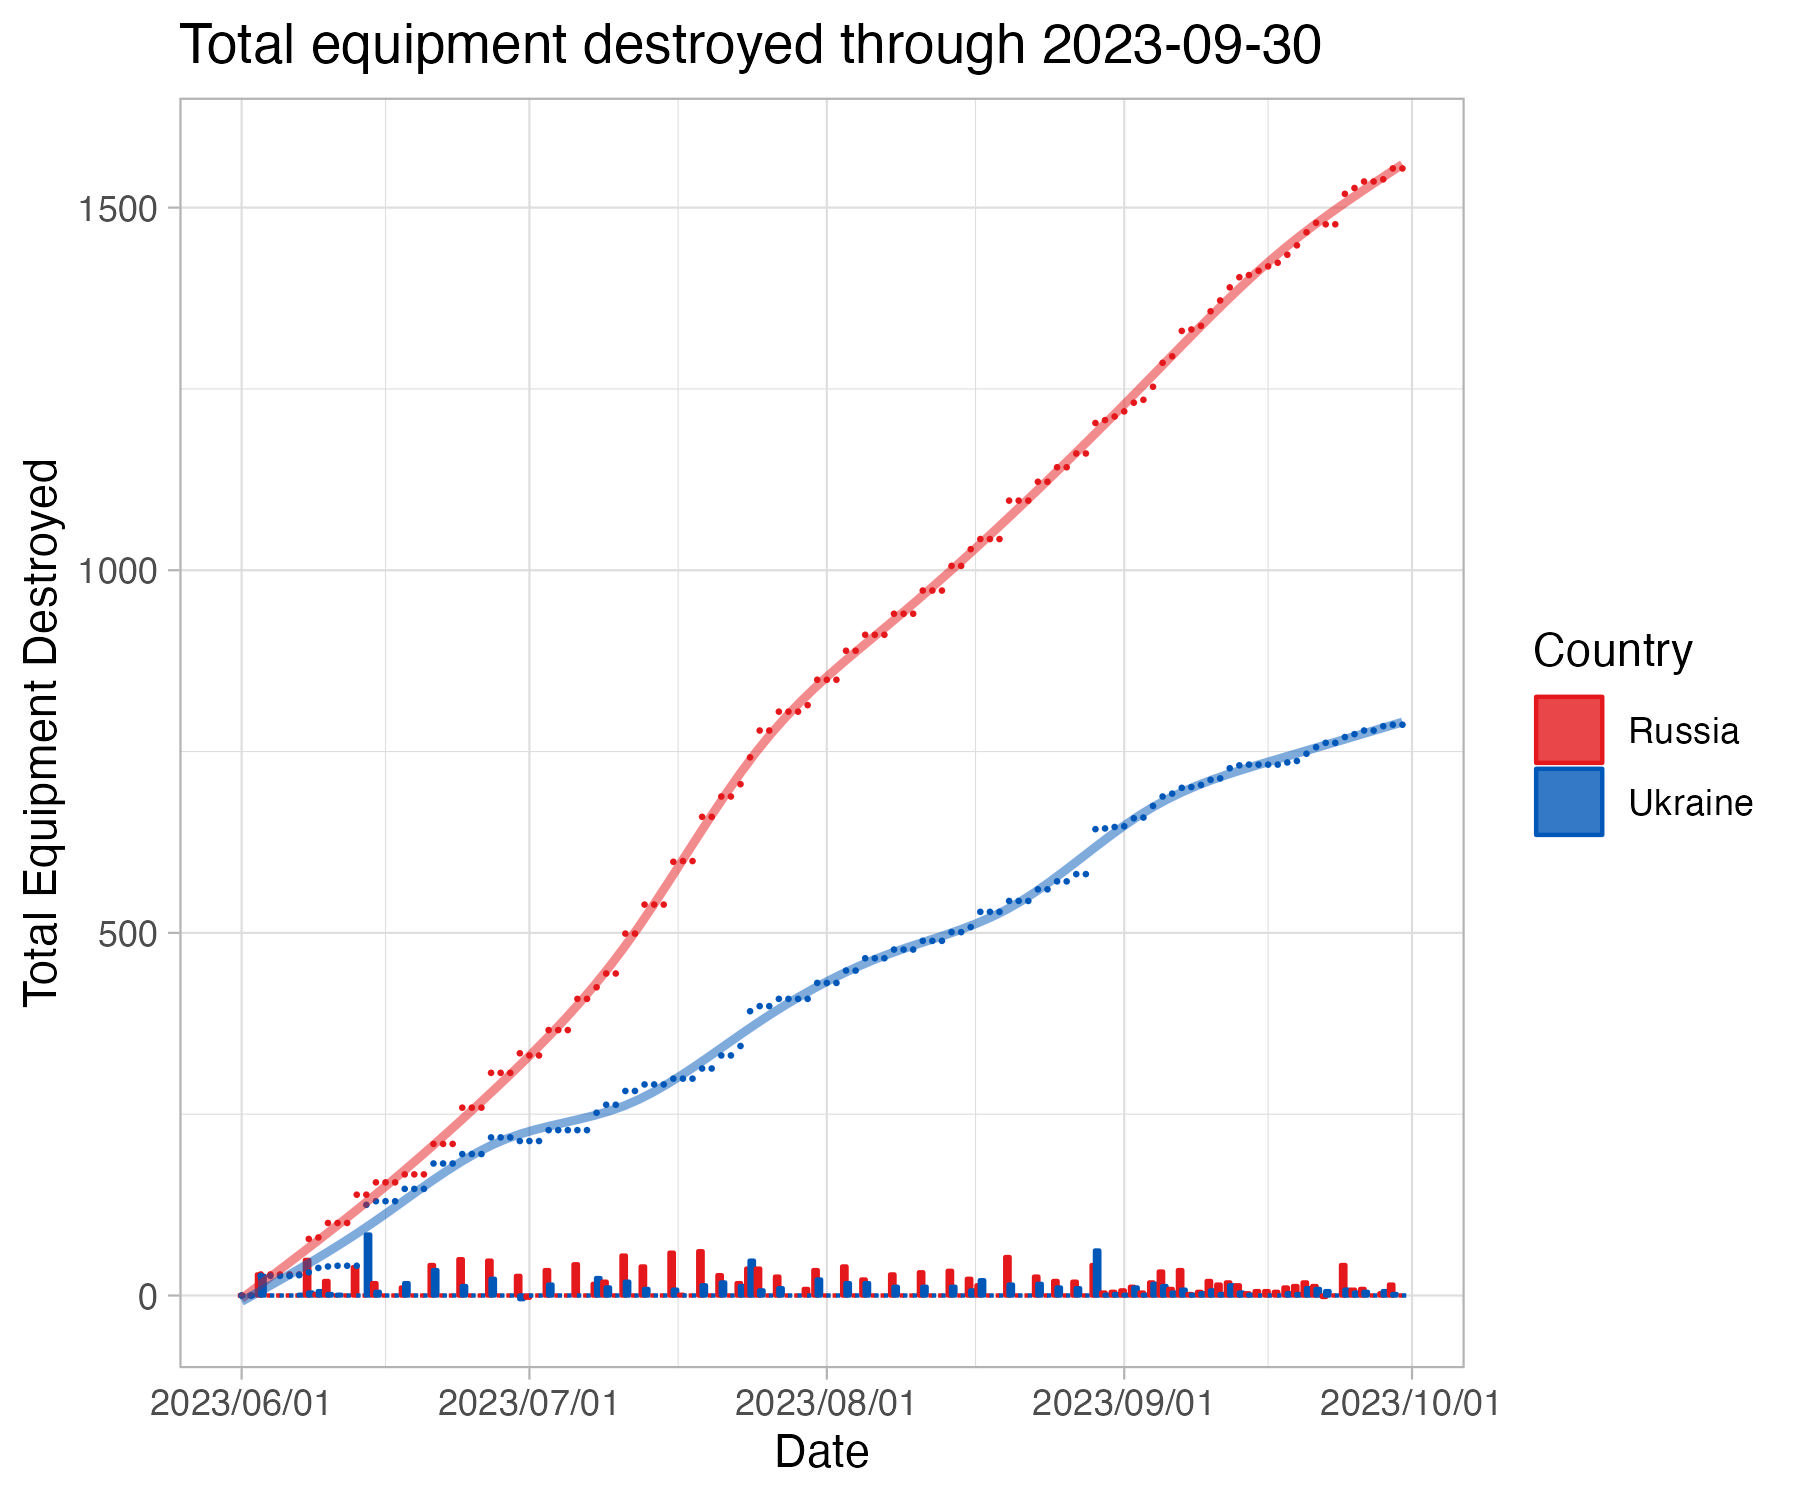 Total equipment destroyed through 2023-09-30
Total Equipment Destroyed
1500
1000
500
0
2023/06/01
2023/07/01
2023/08/01
2023/09/01
2023/10/01
Date
Country
Russia
Ukraine